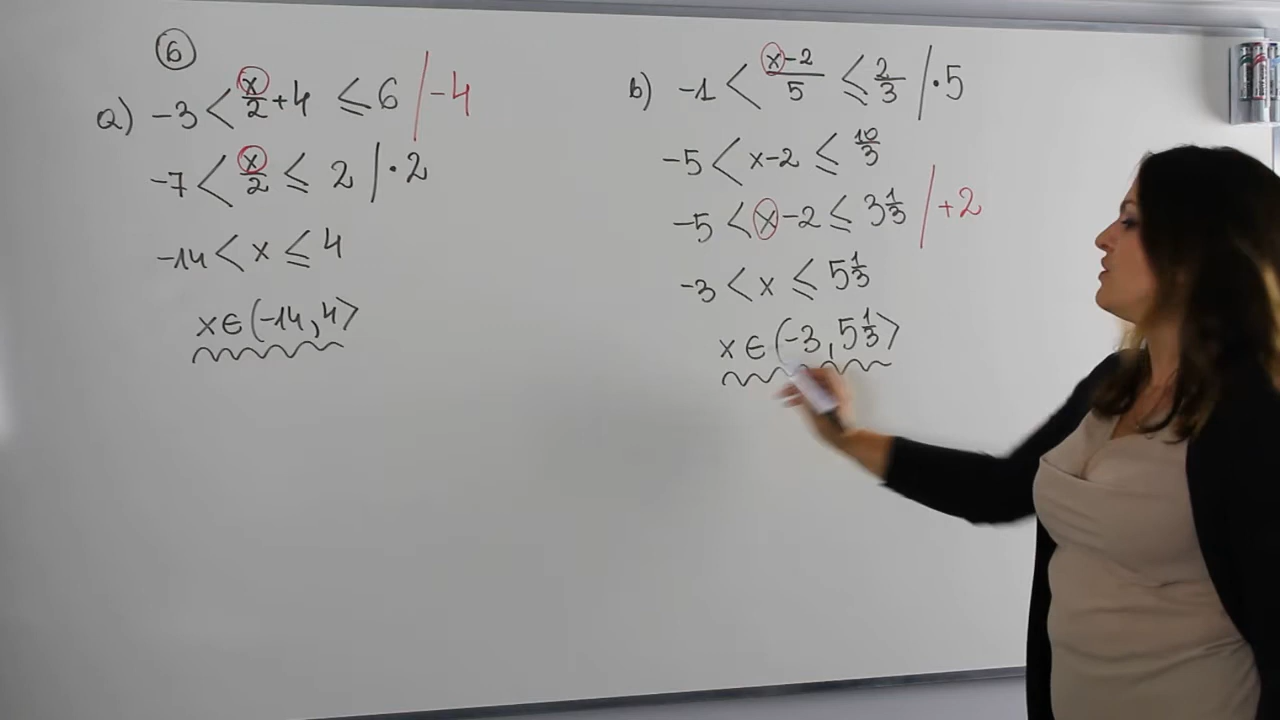 6
a) -3 < x/2 + 4 ≤ 6 | -4
-7 < x/2 ≤ 2 | ·2
-14 < x ≤ 4
x ∈ (-14, 4⟩
b) -1 < (x-2)/5 ≤ 2/3 | ·5
-5 < x-2 ≤ 10/3
-5 < x-2 ≤ 3 1/3 | +2
-3 < x ≤ 5 1/3
x ∈ (-3, 5 1/3⟩